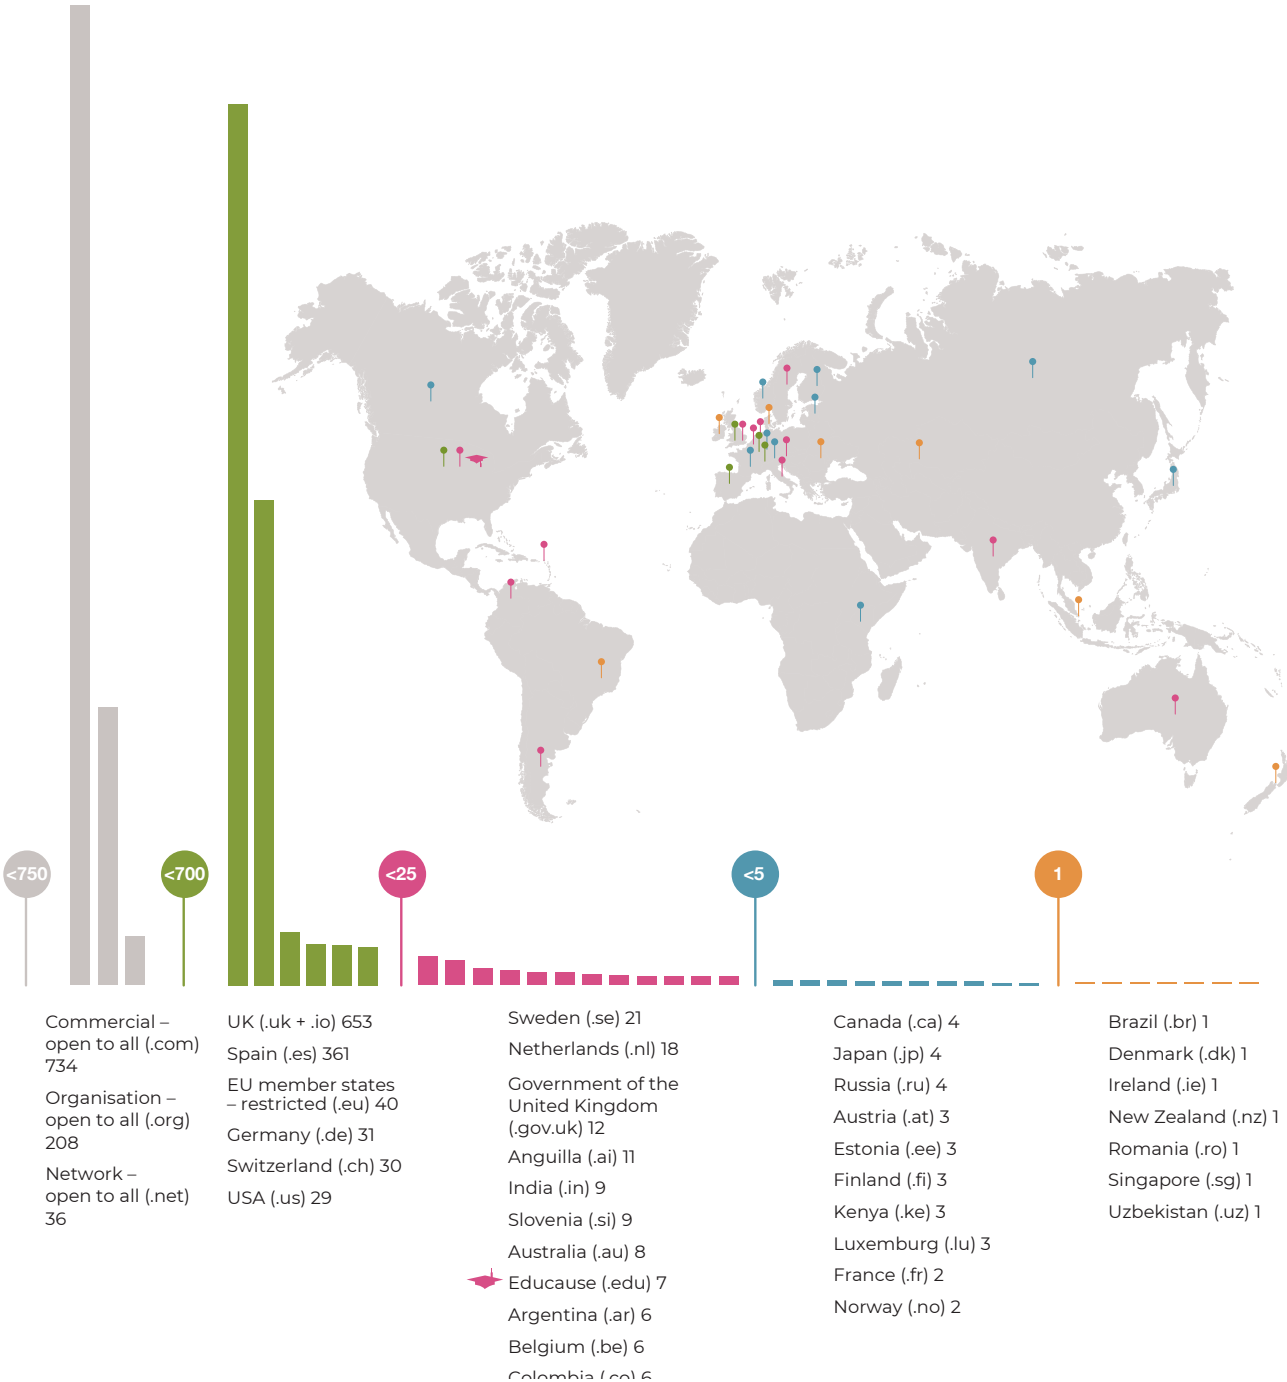 <750
<700
<25
<5
1
Commercial –
open to all (.com)
734
Organisation –
open to all (.org)
208
Network –
open to all (.net)
36
UK (.uk + .io) 653
Spain (.es) 361
EU member states
– restricted (.eu) 40
Germany (.de) 31
Switzerland (.ch) 30
USA (.us) 29
Sweden (.se) 21
Netherlands (.nl) 18
Government of the
United Kingdom
(.gov.uk) 12
Anguilla (.ai) 11
India (.in) 9
Slovenia (.si) 9
Australia (.au) 8
Educause (.edu) 7
Argentina (.ar) 6
Belgium (.be) 6
Colombia (.co) 6
Canada (.ca) 4
Japan (.jp) 4
Russia (.ru) 4
Austria (.at) 3
Estonia (.ee) 3
Finland (.fi) 3
Kenya (.ke) 3
Luxemburg (.lu) 3
France (.fr) 2
Norway (.no) 2
Brazil (.br) 1
Denmark (.dk) 1
Ireland (.ie) 1
New Zealand (.nz) 1
Romania (.ro) 1
Singapore (.sg) 1
Uzbekistan (.uz) 1